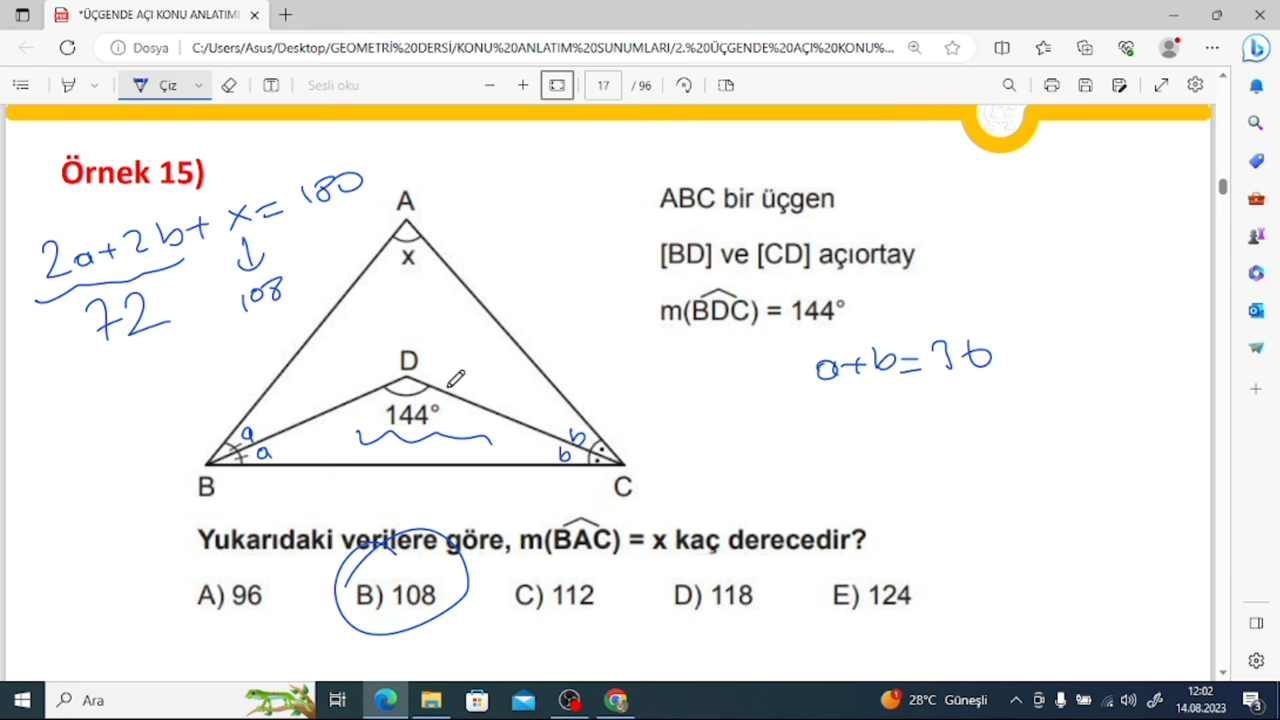 *ÜÇGENDE AÇI KONU ANLATIMI
Dosya C:/Users/Asus/Desktop/GEOMETRİ%20DERSİ/KONU%20ANLATIM%20SUNUMLARI/2.%20ÜÇGENDE%20AÇI%20KONU%...
Çiz Sesli oku 17 / 96
Örnek 15)
2a+2b+x=180
72
108
A
x
D
144°
a
a
b
b
B
C
ABC bir üçgen
[BD] ve [CD] açıortay
m(BDC) = 144°
a+b=36
Yukarıdaki verilere göre, m(BAC) = x kaç derecedir?
A) 96 B) 108 C) 112 D) 118 E) 124
Ara
28°C Güneşli
12:02
14.08.2023